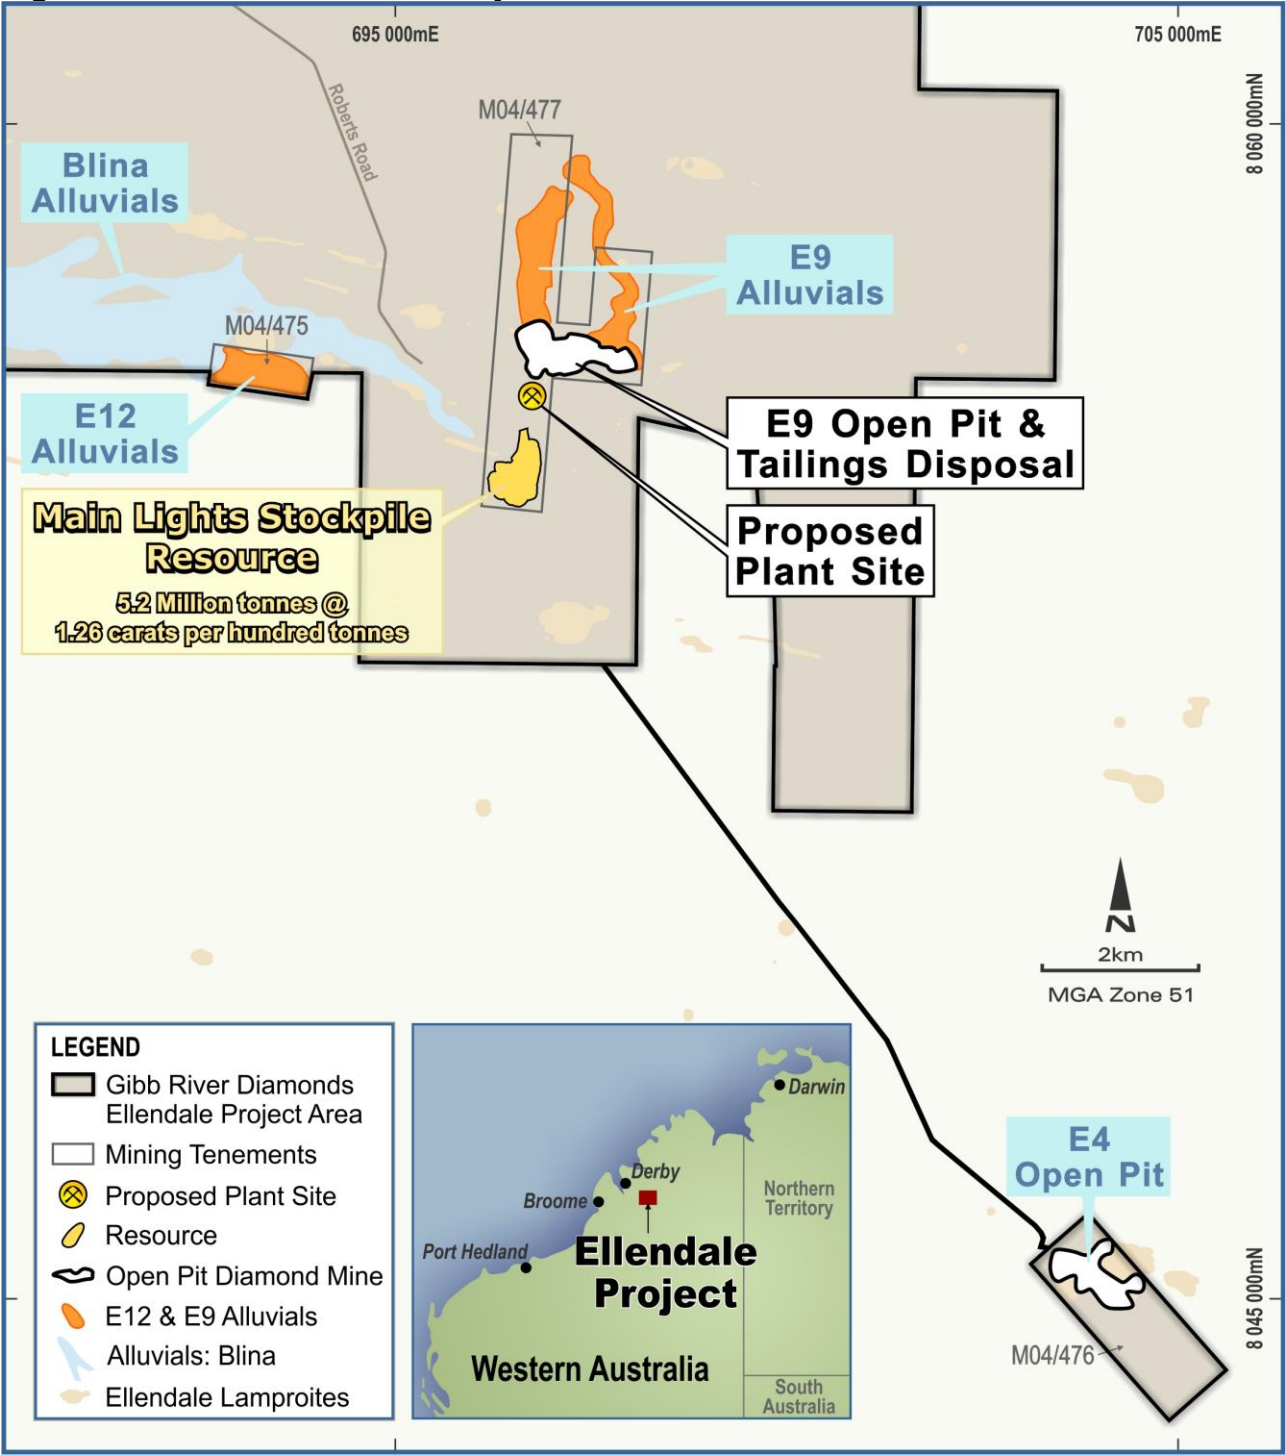 695 000mE
705 000mE
8 060 000mN
Roberts Road
M04/477
Blina
Alluvials
E9
Alluvials
M04/475
E12
Alluvials
E9 Open Pit &
Tailings Disposal
Main Lights Stockpile
Resource
5.2 Million tonnes @
1.26 carats per hundred tonnes
Proposed
Plant Site
N
2km
MGA Zone 51
LEGEND
Gibb River Diamonds
Ellendale Project Area
Mining Tenements
Proposed Plant Site
Resource
Open Pit Diamond Mine
E12 & E9 Alluvials
Alluvials: Blina
Ellendale Lamproites
Darwin
Derby
Broome
Northern
Territory
Port Hedland
Ellendale
Project
Western Australia
South
Australia
E4
Open Pit
M04/476
8 045 000mN